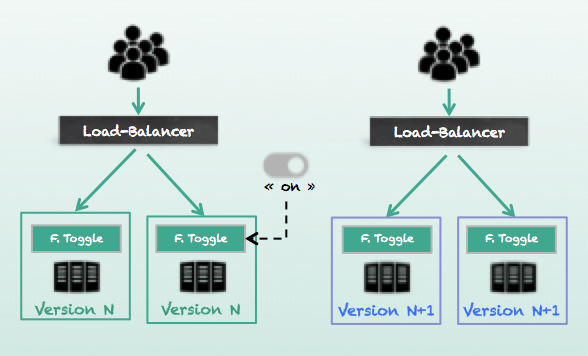 Load-Balancer
Load-Balancer
« on »
F. Toggle
F. Toggle
F. Toggle
F. Toggle
Version N
Version N
Version N+1
Version N+1